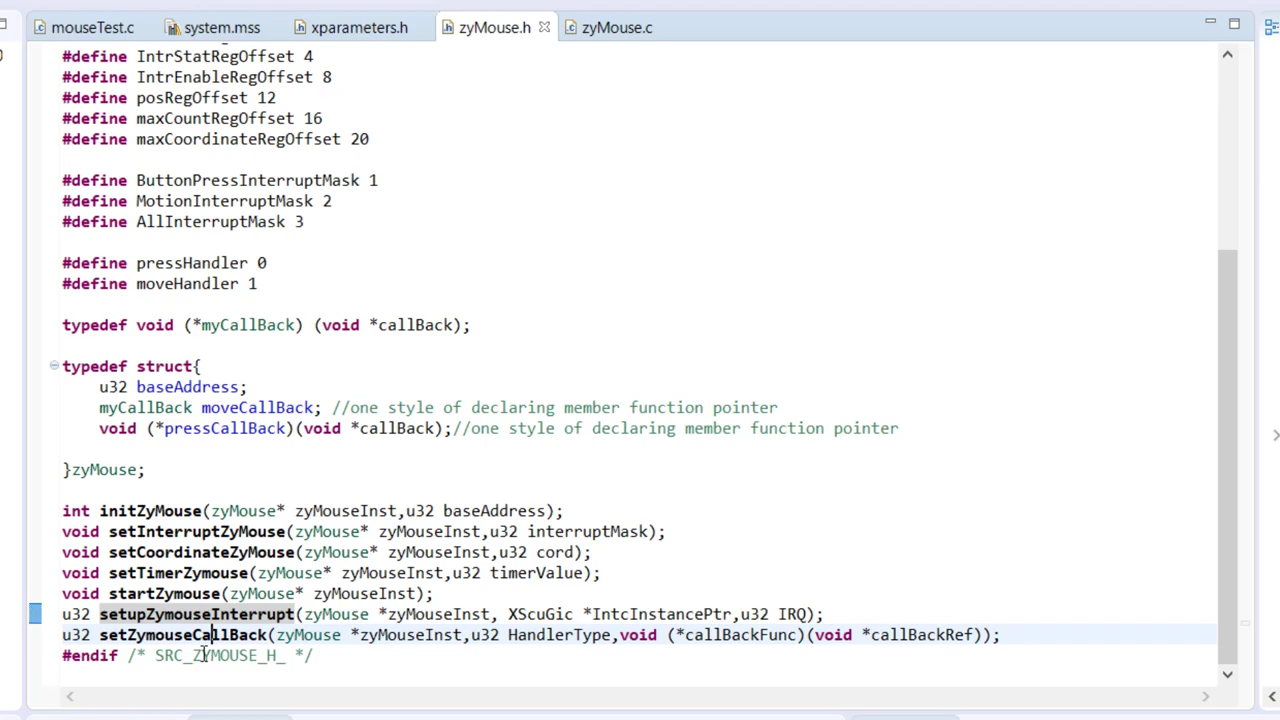 mouseTest.c system.mss xparameters.h zyMouse.h zyMouse.c
#define IntrStatRegOffset 4
#define IntrEnableRegOffset 8
#define posRegOffset 12
#define maxCountRegOffset 16
#define maxCoordinateRegOffset 20
#define ButtonPressInterruptMask 1
#define MotionInterruptMask 2
#define AllInterruptMask 3
#define pressHandler 0
#define moveHandler 1
typedef void (*myCallBack) (void *callBack);
typedef struct{
u32 baseAddress;
myCallBack moveCallBack; //one style of declaring member function pointer
void (*pressCallBack)(void *callBack);//one style of declaring member function pointer
}zyMouse;
int initZyMouse(zyMouse* zyMouseInst,u32 baseAddress);
void setInterruptZyMouse(zyMouse* zyMouseInst,u32 interruptMask);
void setCoordinateZyMouse(zyMouse* zyMouseInst,u32 cord);
void setTimerZymouse(zyMouse* zyMouseInst,u32 timerValue);
void startZymouse(zyMouse* zyMouseInst);
u32 setupZymouseInterrupt(zyMouse *zyMouseInst, XScuGic *IntcInstancePtr,u32 IRQ);
u32 setZymouseCallBack(zyMouse *zyMouseInst,u32 HandlerType,void (*callBackFunc)(void *callBackRef));
#endif /* SRC_ZYMOUSE_H_ */